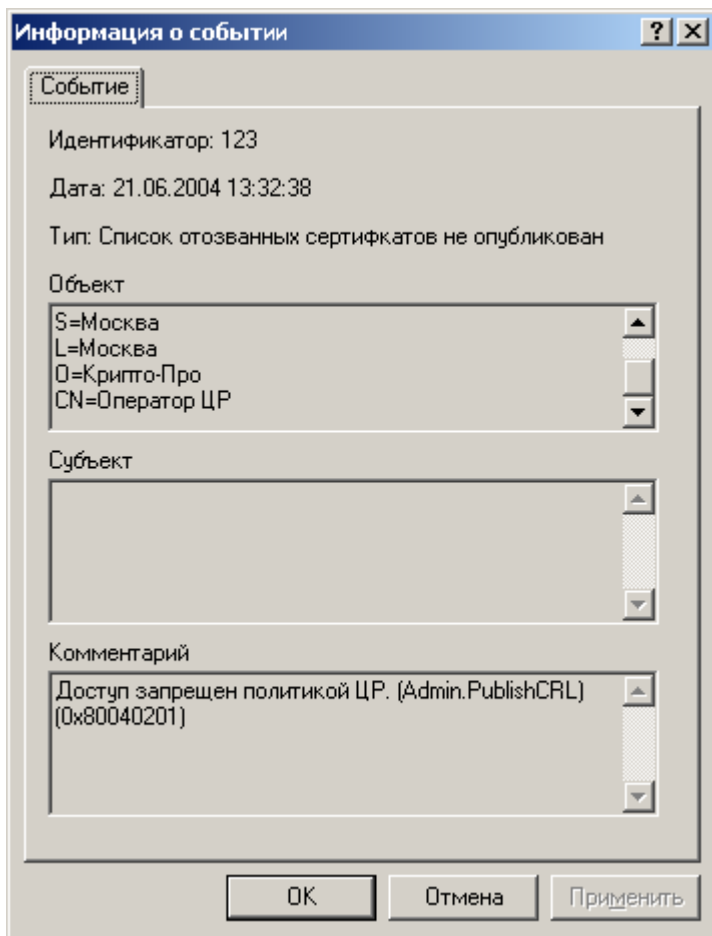 Информация о событии
Событие
Идентификатор: 123
Дата: 21.06.2004 13:32:38
Тип: Список отозванных сертифкатов не опубликован
Объект
S=Москва
L=Москва
O=Крипто-Про
CN=Оператор ЦР
Субъект
Комментарий
Доступ запрещен политикой ЦР. (Admin.PublishCRL)
(0x80040201)
OK
Отмена
Применить